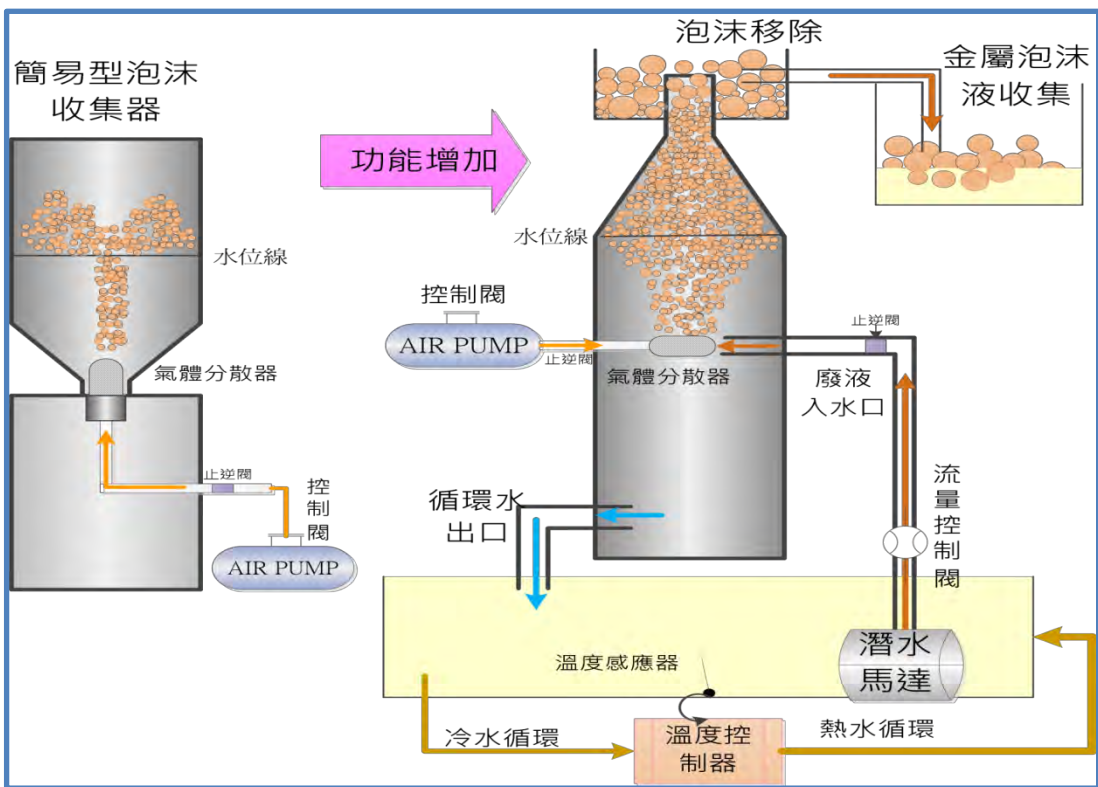 簡易型泡沫
收集器
水位線
氣體分散器
止逆閥
控
制
閥
AIR PUMP
功能增加
泡沫移除
金屬泡沫
液收集
水位線
控制閥
AIR PUMP
止逆閥
氣體分散器
止逆閥
廢液
入水口
流
量
控
制
閥
循環水
出口
潛水
馬達
溫度感應器
冷水循環
溫度控
制器
熱水循環